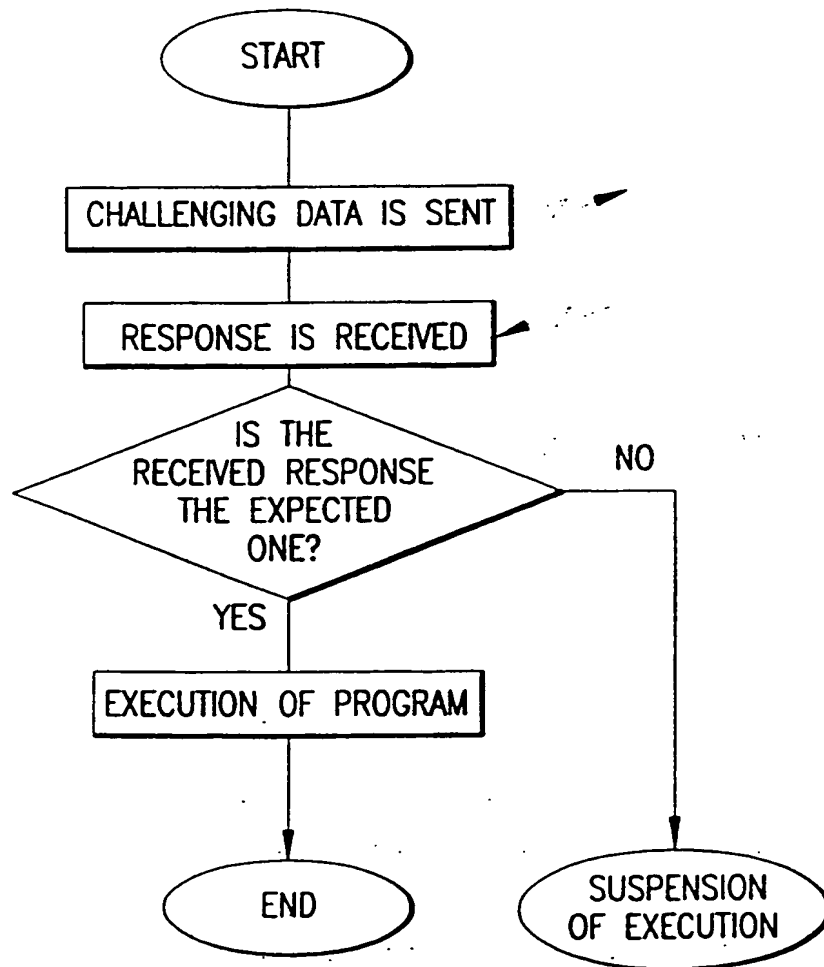 START
CHALLENGING DATA IS SENT
RESPONSE IS RECEIVED
IS THE
RECEIVED RESPONSE
THE EXPECTED
ONE?
NO
YES
EXECUTION OF PROGRAM
END
SUSPENSION
OF EXECUTION